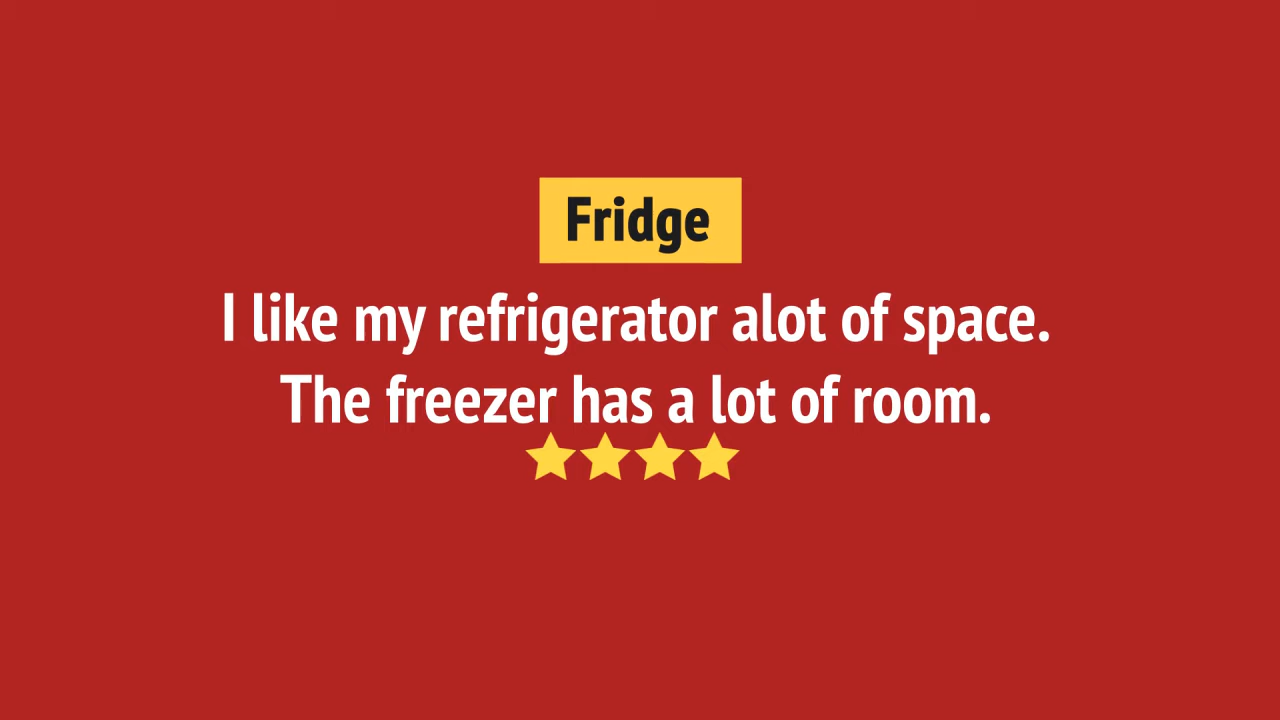 Fridge
I like my refrigerator alot of space.
The freezer has a lot of room.